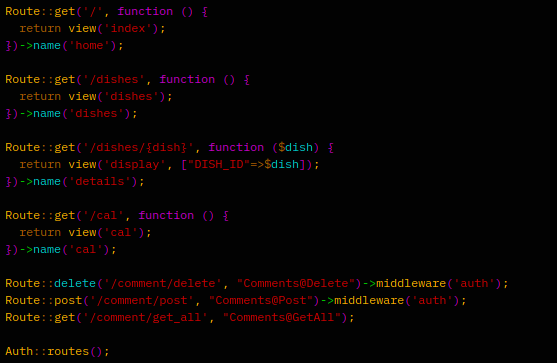 Route::get('/', function () {
  return view('index');
})->name('home');

Route::get('/dishes', function () {
  return view('dishes');
})->name('dishes');

Route::get('/dishes/{dish}', function ($dish) {
  return view('display', ["DISH_ID"=>$dish]);
})->name('details');

Route::get('/cal', function () {
  return view('cal');
})->name('cal');

Route::delete('/comment/delete', "Comments@Delete")->middleware('auth');
Route::post('/comment/post', "Comments@Post")->middleware('auth');
Route::get('/comment/get_all', "Comments@GetAll");

Auth::routes();